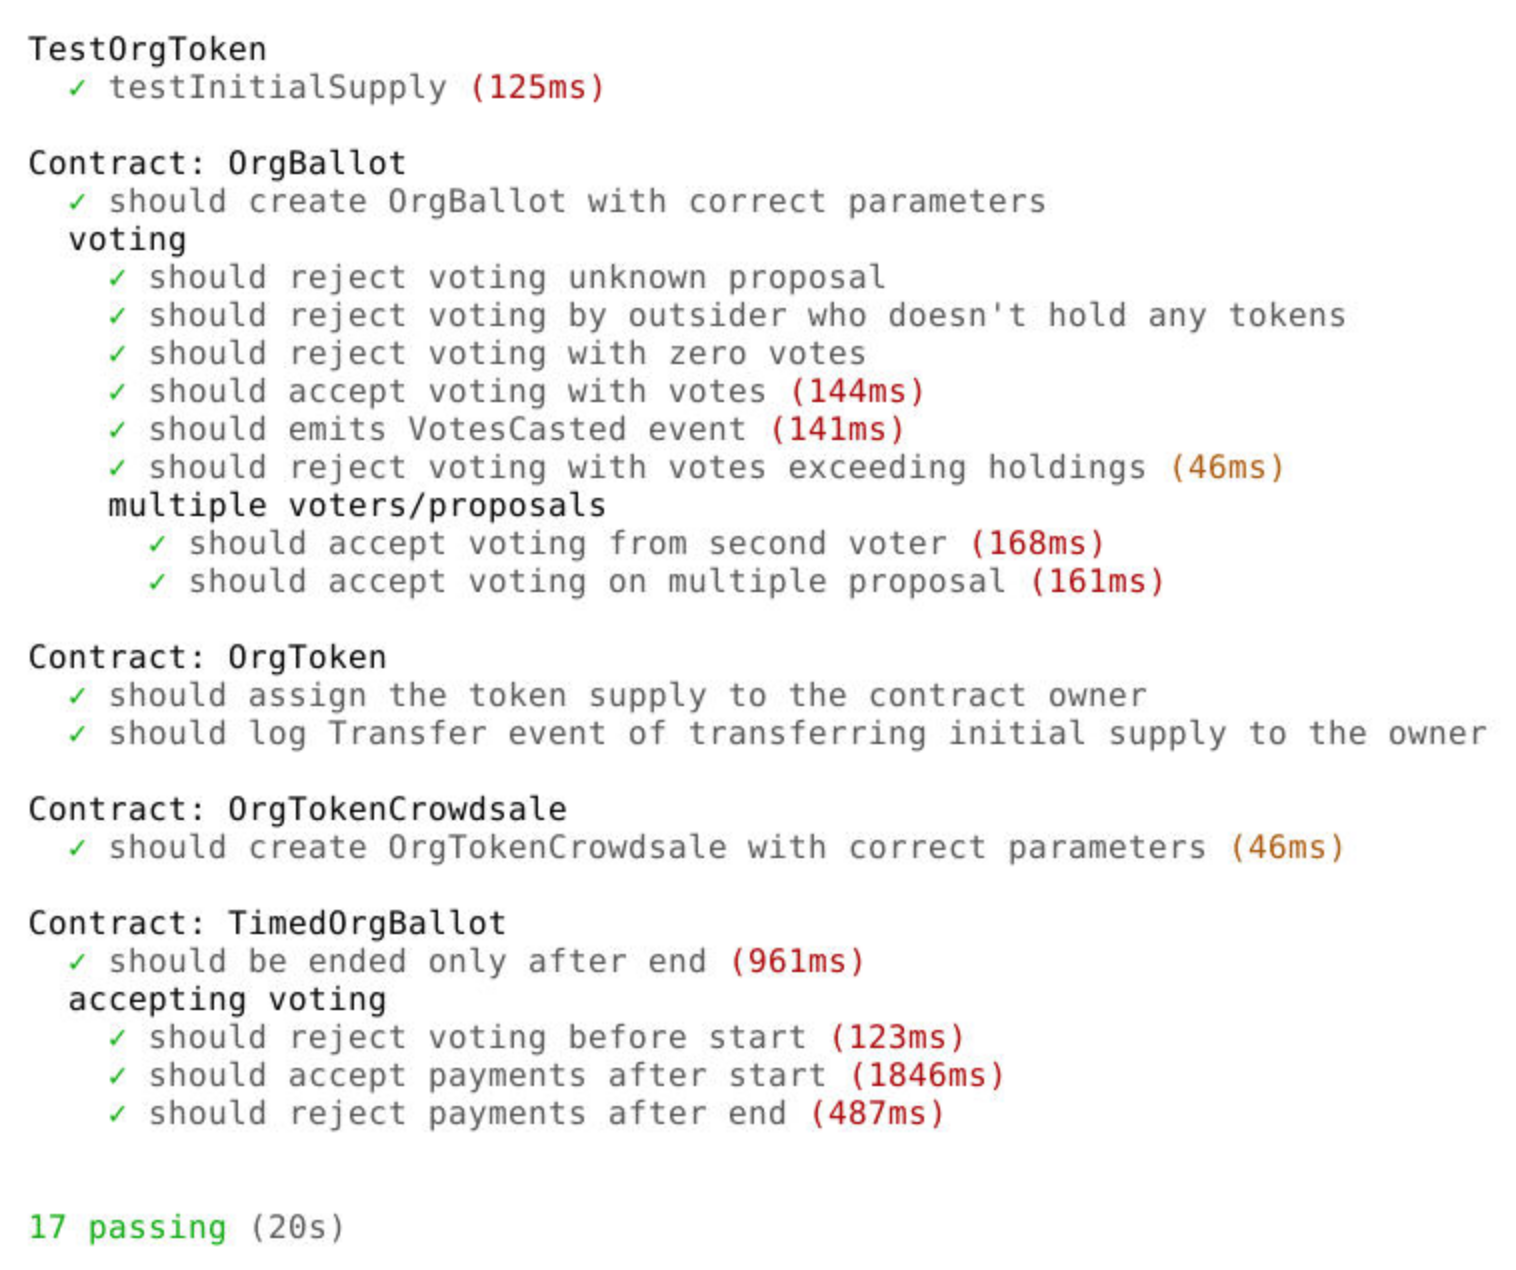 TestOrgToken
✓ testInitialSupply (125ms)
Contract: OrgBallot
✓ should create OrgBallot with correct parameters
voting
✓ should reject voting unknown proposal
✓ should reject voting by outsider who doesn't hold any tokens
✓ should reject voting with zero votes
✓ should accept voting with votes (144ms)
✓ should emits VotesCasted event (141ms)
✓ should reject voting with votes exceeding holdings (46ms)
multiple voters/proposals
✓ should accept voting from second voter (168ms)
✓ should accept voting on multiple proposal (161ms)
Contract: OrgToken
✓ should assign the token supply to the contract owner
✓ should log Transfer event of transferring initial supply to the owner
Contract: OrgTokenCrowdsale
✓ should create OrgTokenCrowdsale with correct parameters (46ms)
Contract: TimedOrgBallot
✓ should be ended only after end (961ms)
accepting voting
✓ should reject voting before start (123ms)
✓ should accept payments after start (1846ms)
✓ should reject payments after end (487ms)
17 passing (20s)